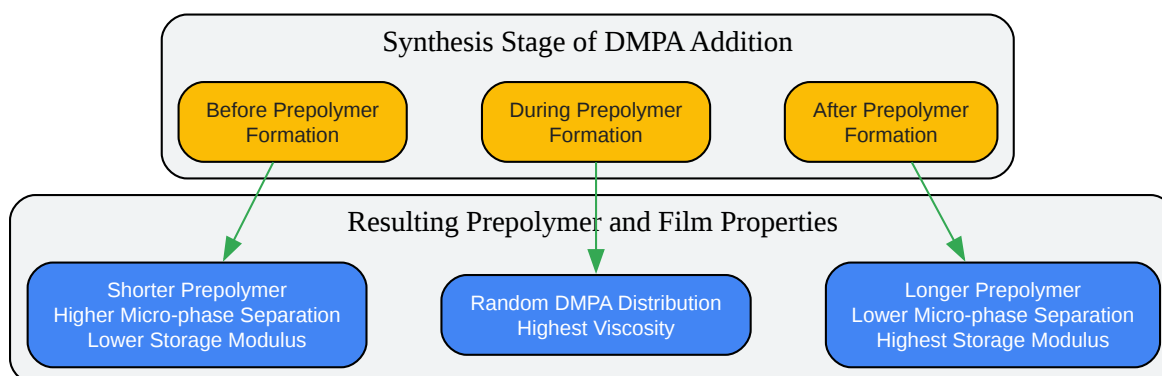 Synthesis Stage of DMPA Addition
Before Prepolymer
Formation
During Prepolymer
Formation
After Prepolymer
Formation
Resulting Prepolymer and Film Properties
Shorter Prepolymer
Higher Micro-phase Separation
Lower Storage Modulus
Random DMPA Distribution
Highest Viscosity
Longer Prepolymer
Lower Micro-phase Separation
Highest Storage Modulus